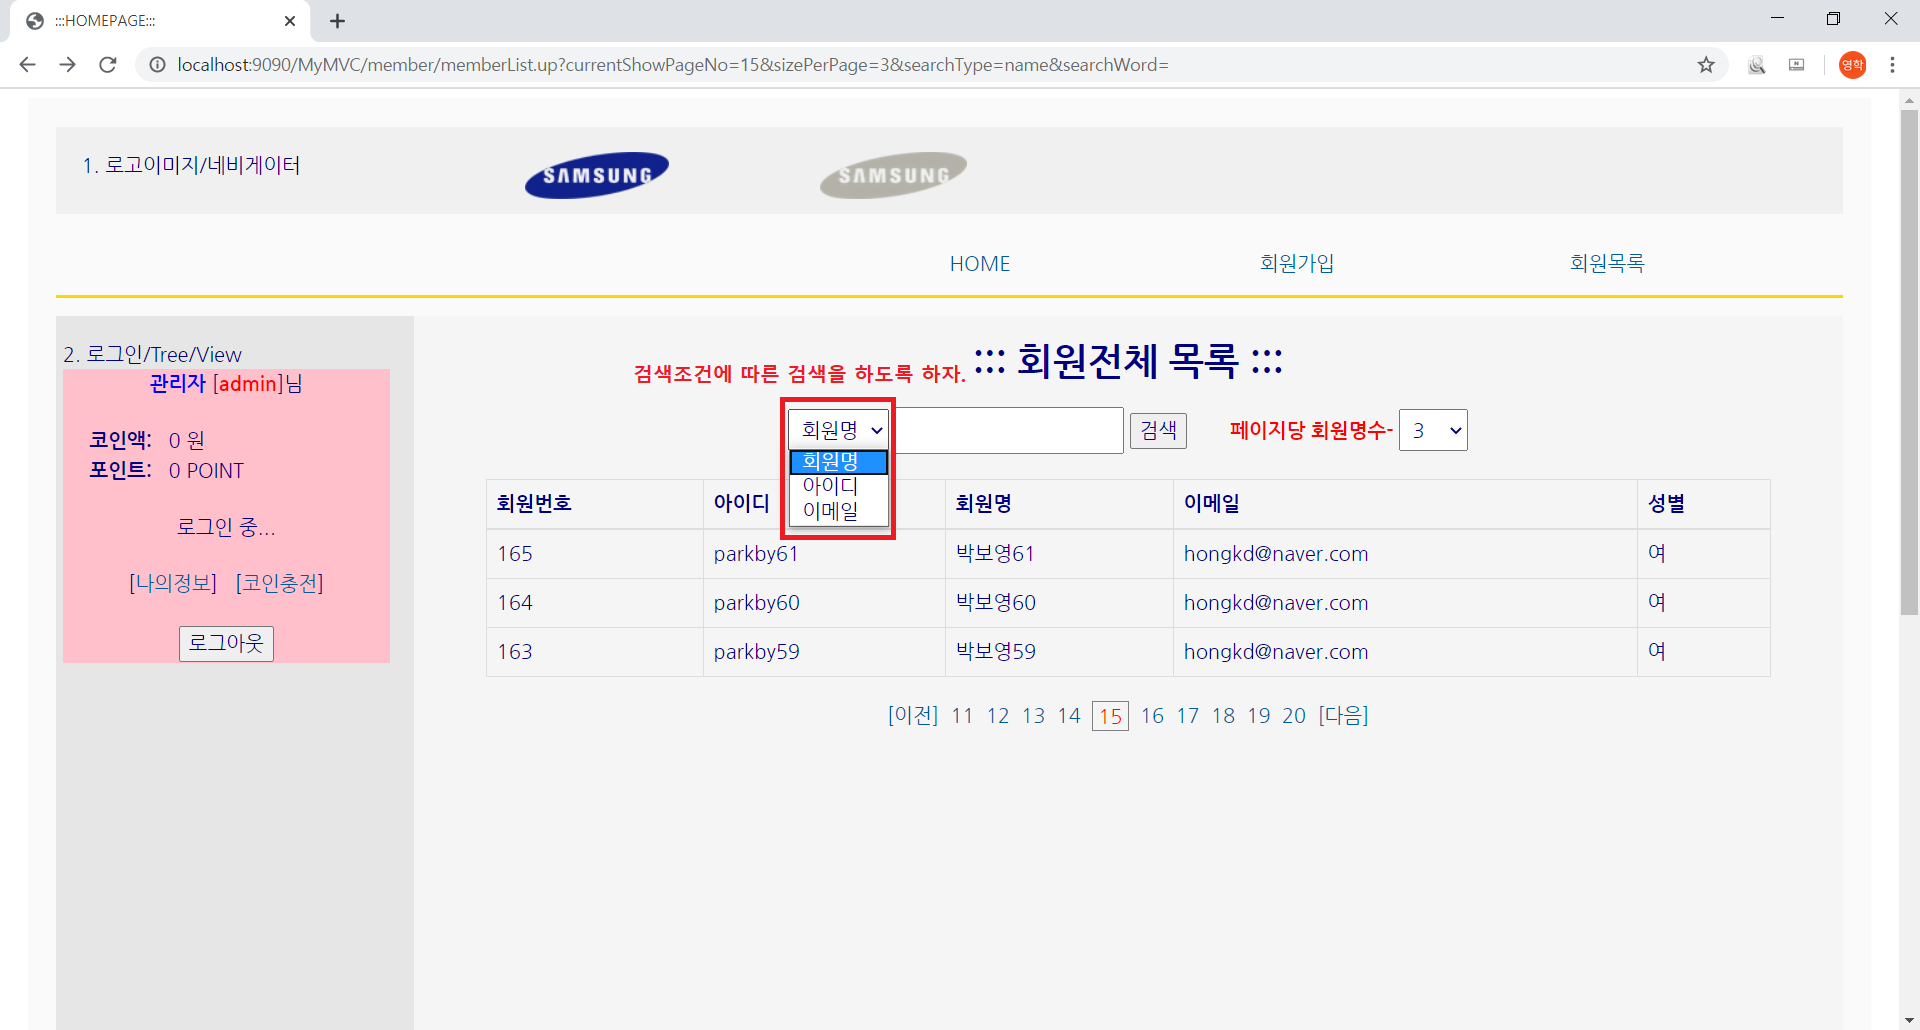 :::HOMEPAGE:::
localhost:9090/MyMVC/member/memberList.up?currentShowPageNo=15&sizePerPage=3&searchType=name&searchWord=
영학
1. 로고이미지/네비게이터
SAMSUNG
SAMSUNG
HOME 회원가입 회원목록
2. 로그인/Tree/View
관리자 [admin]님
코인액: 0 원
포인트: 0 POINT
로그인 중...
[나의정보] [코인충전]
로그아웃
검색조건에 따른 검색을 하도록 하자. ::: 회원전체 목록 :::
회원명 검색 페이지당 회원명수- 3
회원명
아이디
이메일
회원번호 아이디 회원명 이메일 성별
165 parkby61 박보영61 hongkd@naver.com 여
164 parkby60 박보영60 hongkd@naver.com 여
163 parkby59 박보영59 hongkd@naver.com 여
[이전] 11 12 13 14 15 16 17 18 19 20 [다음]